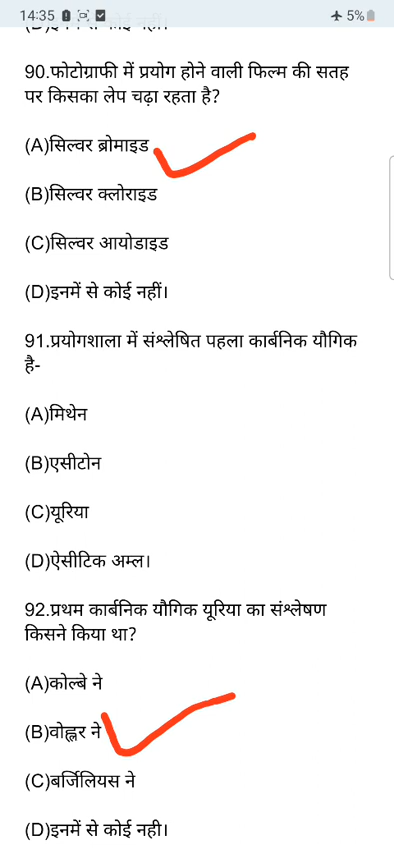 14:35
5%
90.फोटोग्राफी में प्रयोग होने वाली फिल्म की सतह
पर किसका लेप चढ़ा रहता है?
(A)सिल्वर ब्रोमाइड
(B)सिल्वर क्लोराइड
(C)सिल्वर आयोडाइड
(D)इनमें से कोई नहीं।
91.प्रयोगशाला में संश्लेषित पहला कार्बनिक यौगिक
है-
(A)मिथेन
(B)एसीटोन
(C)यूरिया
(D)ऐसीटिक अम्ल।
92.प्रथम कार्बनिक यौगिक यूरिया का संश्लेषण
किसने किया था?
(A)कोल्बे ने
(B)वोह्लर ने
(C)बर्जिलियस ने
(D)इनमें से कोई नही।